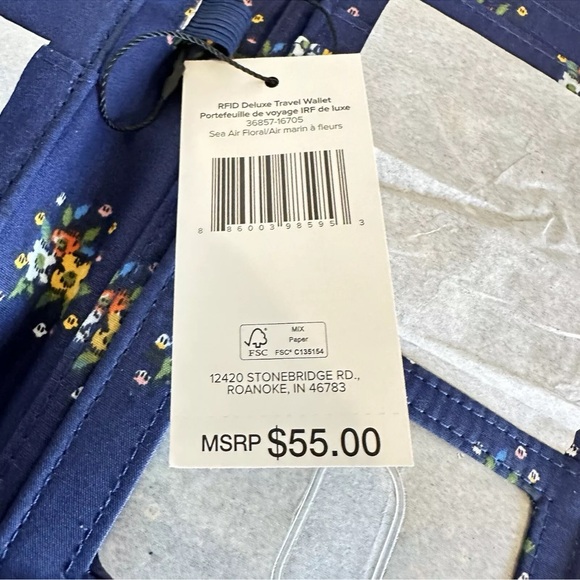 RFID Deluxe Travel Wallet
Portefeuille de voyage IRF de luxe
36857-16705
Sea Air Floral/Air marin à fleurs
8 86003 98595 3
FSC
MIX
Paper
FSC® C135154
12420 STONEBRIDGE RD.,
ROANOKE, IN 46783
MSRP $55.00